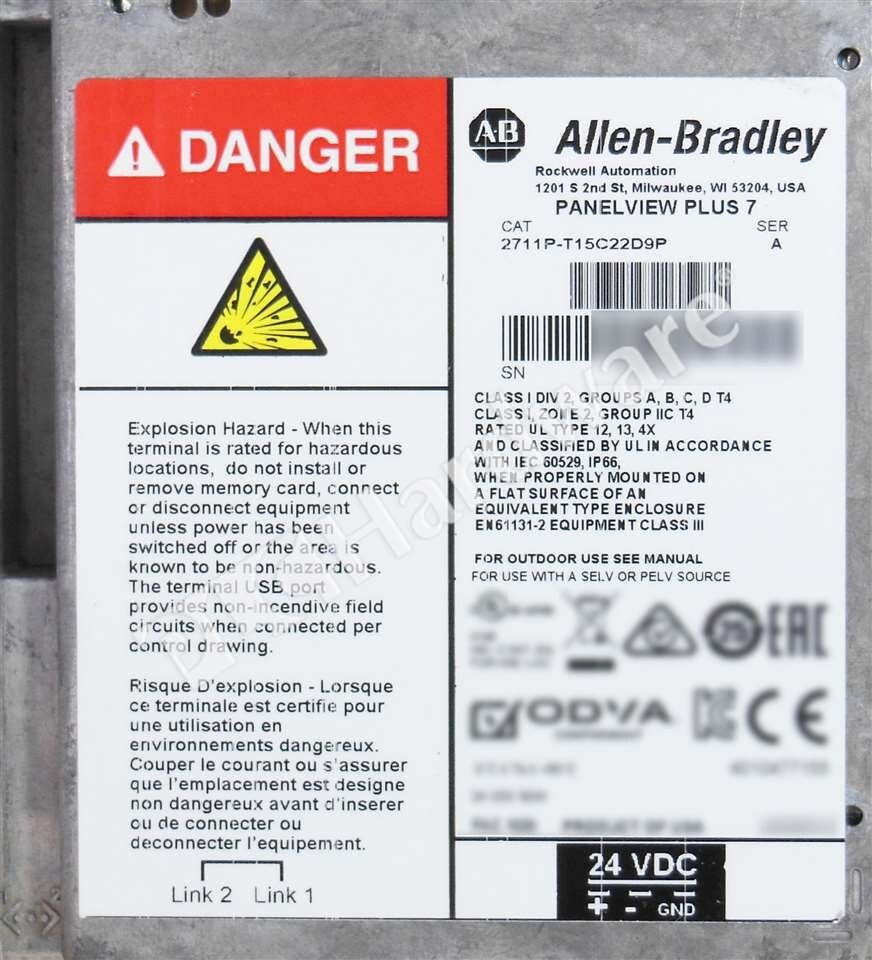 DANGER
Explosion Hazard - When this
terminal is rated for hazardous
locations, do not install or
remove memory card, connect
or disconnect equipment
unless power has been
switched off or the area is
known to be non-hazardous.
The terminal USB port
provides non-incendive field
circuits when connected per
control drawing.
Risque D'explosion - Lorsque
ce terminale est certifie pour
une utilisation en
environnements dangereux.
Couper le courant ou s'assurer
que l'emplacement est designe
non dangereux avant d'inserer
ou de connecter ou
deconnecter l'equipement.
Link 2 Link 1
A-B Allen-Bradley
Rockwell Automation
1201 S 2nd St, Milwaukee, WI 53204, USA
PANELVIEW PLUS 7
CAT SER
2711P-T15C22D9P A
SN
CLASS I DIV 2, GROUPS A, B, C, D T4
CLASS I, ZONE 2, GROUP IIC T4
RATED UL TYPE 12, 13, 4X
AND CLASSIFIED BY UL IN ACCORDANCE
WITH IEC 60529, IP66,
WHEN PROPERLY MOUNTED ON
A FLAT SURFACE OF AN
EQUIVALENT TYPE ENCLOSURE
EN61131-2 EQUIPMENT CLASS III
FOR OUTDOOR USE SEE MANUAL
FOR USE WITH A SELV OR PELV SOURCE
25 EAC
ODVA CE
PRODUCT OF USA
24 VDC
+ - GND
PLCHardware